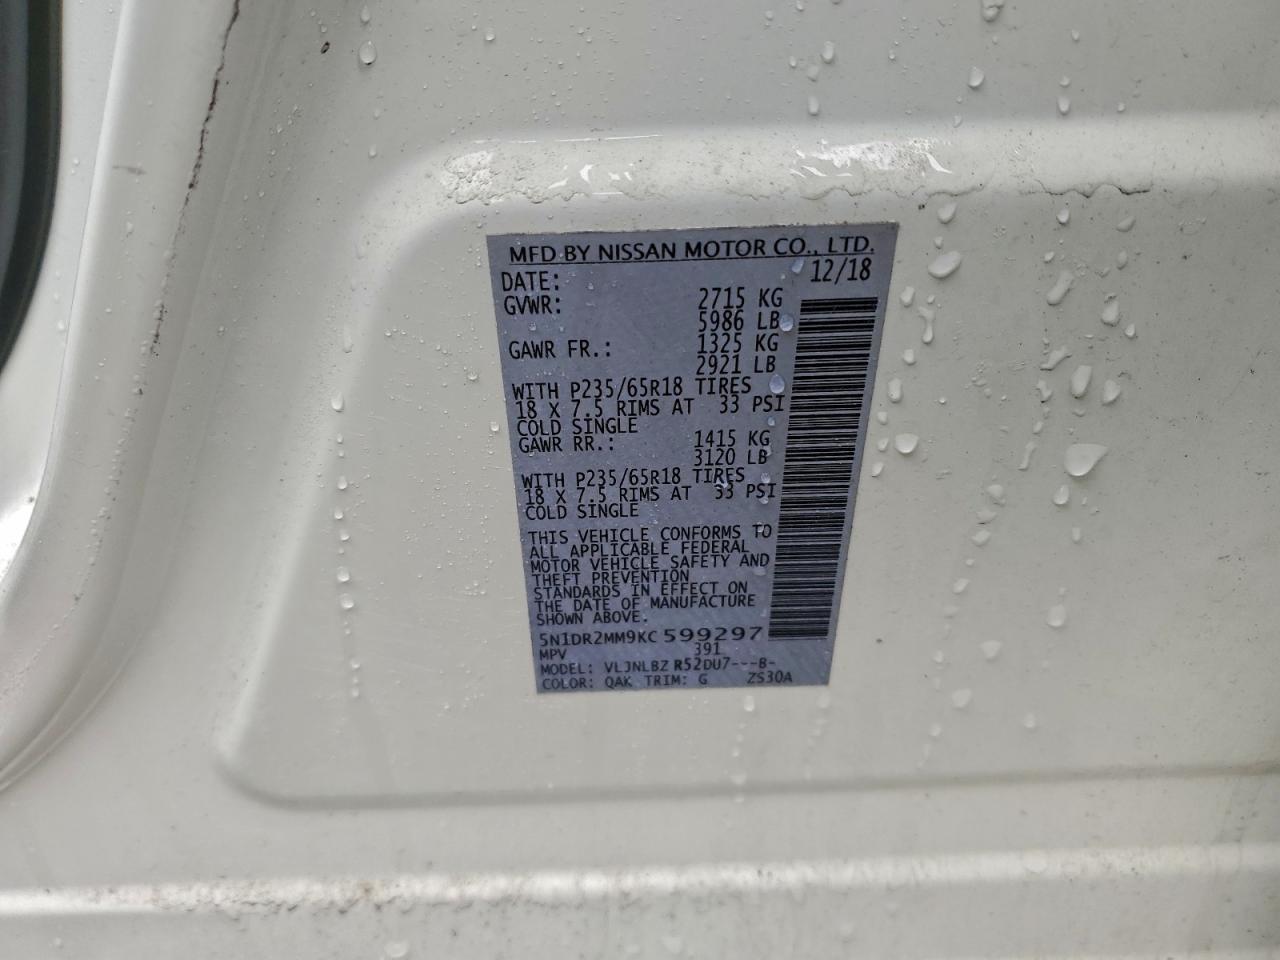 MFD BY NISSAN MOTOR CO., LTD.
DATE: 12/18
GVWR: 2715 KG
5986 LB
GAWR FR.: 1325 KG
2921 LB
WITH P235/65R18 TIRES
18 X 7.5 RIMS AT 33 PSI
COLD SINGLE
GAWR RR.: 1415 KG
3120 LB
WITH P235/65R18 TIRES
18 X 7.5 RIMS AT 33 PSI
COLD SINGLE
THIS VEHICLE CONFORMS TO
ALL APPLICABLE FEDERAL
MOTOR VEHICLE SAFETY AND
THEFT PREVENTION
STANDARDS IN EFFECT ON
THE DATE OF MANUFACTURE
SHOWN ABOVE.
5N1DR2MM9KC 599297
MPV 391
MODEL: VLJNLBZ R52DU7---B-
COLOR: QAK TRIM: G ZS30A